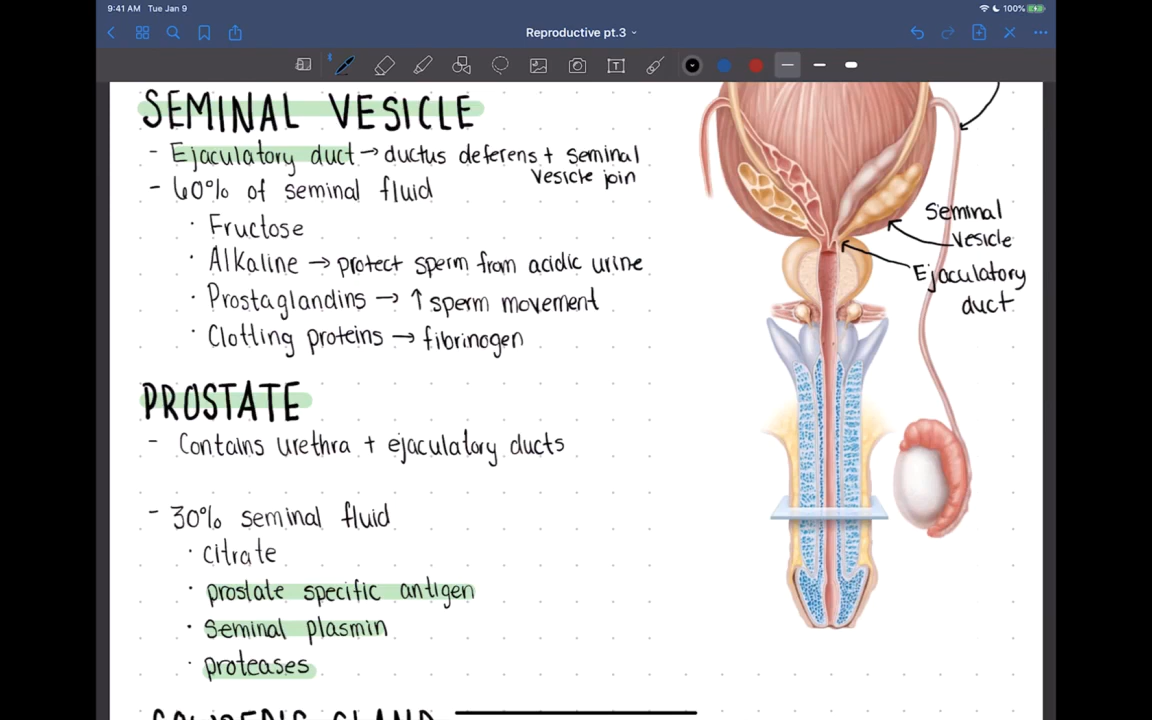 9:41 AM Tue Jan 9
100%
Reproductive pt.3
SEMINAL VESICLE
- Ejaculatory duct → ductus deferens + seminal
vesicle join
- 60% of seminal fluid
· Fructose
· Alkaline → protect sperm from acidic urine
· Prostaglandins → ↑ sperm movement
· Clotting proteins → fibrinogen
PROSTATE
- Contains urethra + ejaculatory ducts
- 30% seminal fluid
· citrate
· prostate specific antigen
· seminal plasmin
· proteases
Seminal
vesicle
Ejaculatory
duct